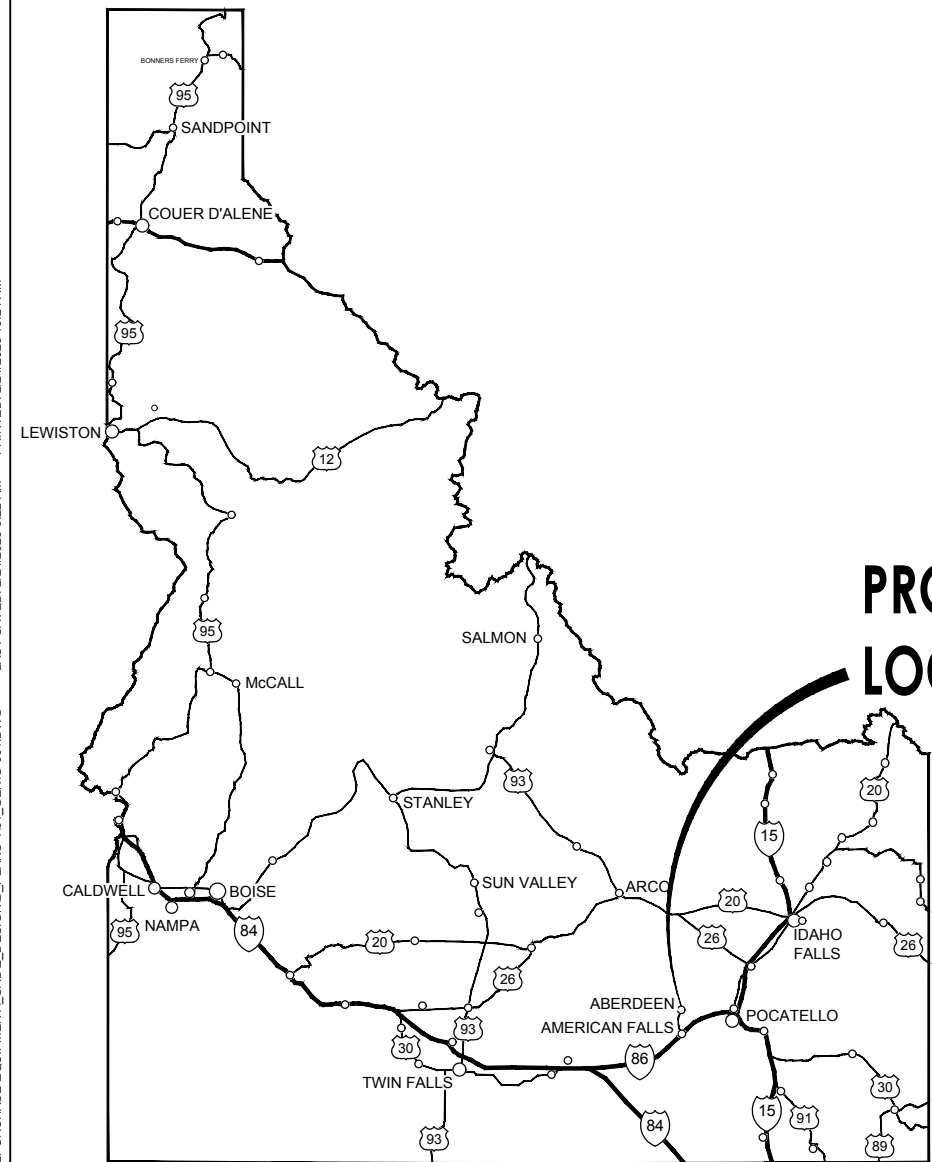 BONNERS FERRY
95
SANDPOINT
COUER D'ALENE
95
LEWISTON
12
95
SALMON
McCALL
93
STANLEY
20
15
CALDWELL
BOISE
SUN VALLEY
ARCO
20
NAMPA
95
84
20
26
IDAHO
FALLS
26
26
ABERDEEN
AMERICAN FALLS
POCATELLO
93
30
86
TWIN FALLS
30
84
15
91
93
89